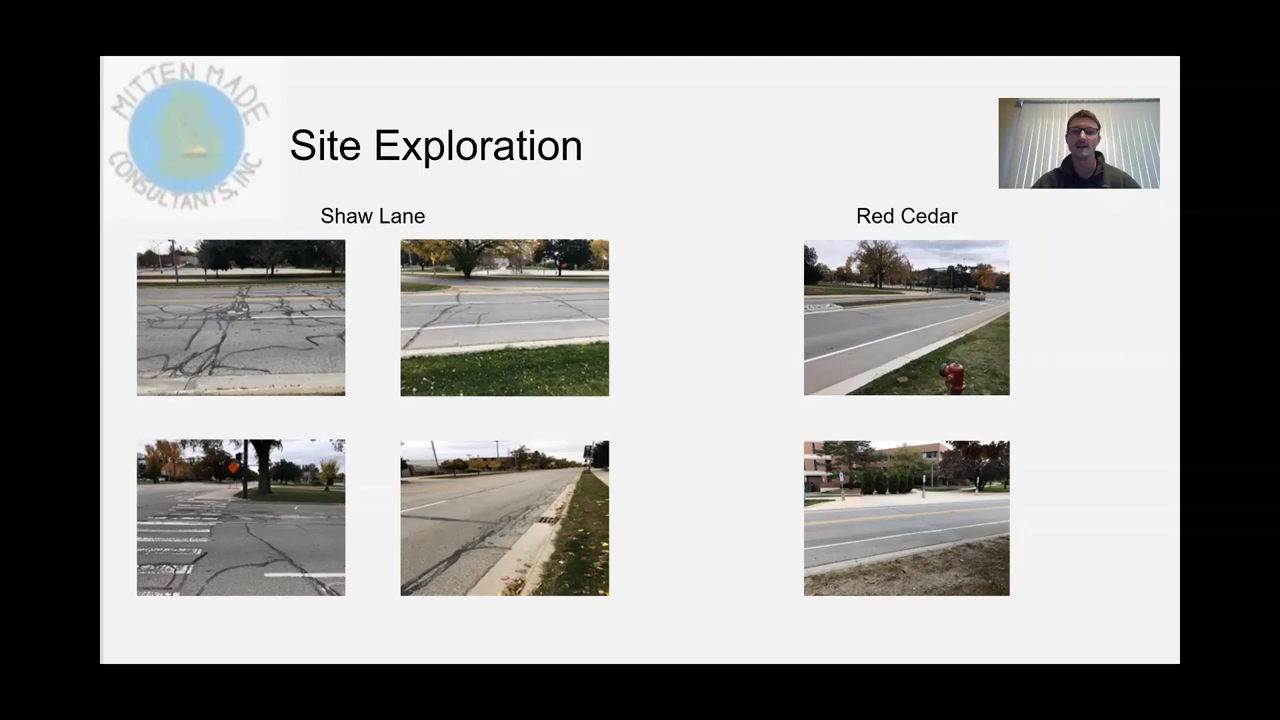 MITTEN MADE
CONSULTANTS, INC
Site Exploration
Shaw Lane
Red Cedar